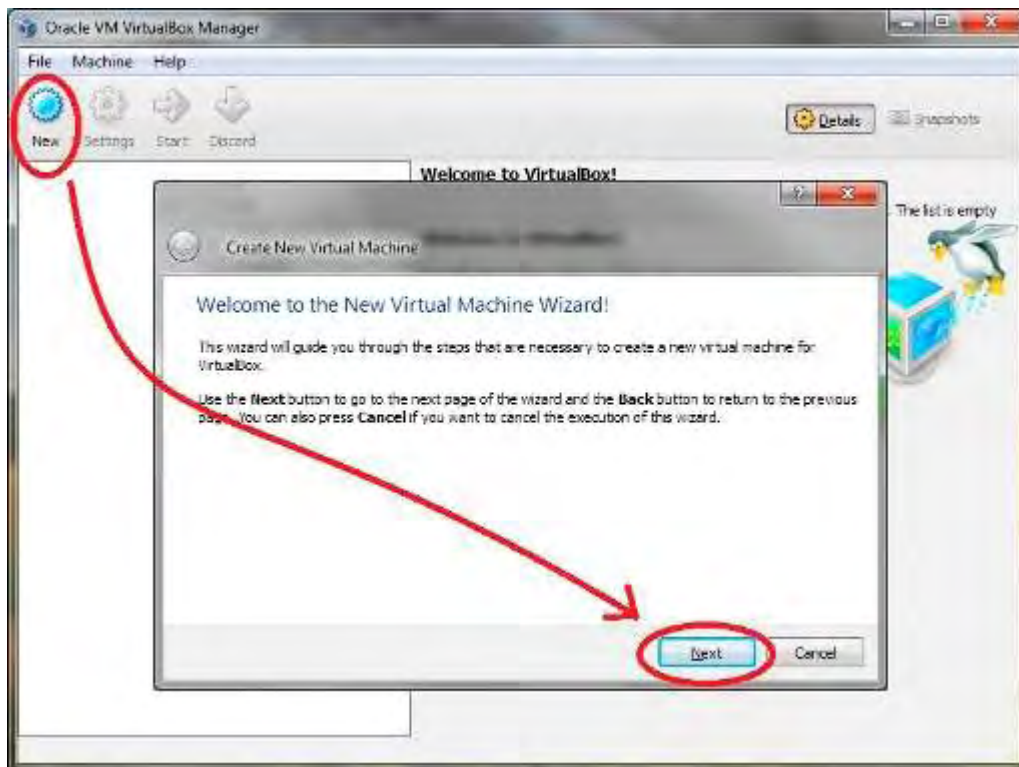 Oracle VM VirtualBox Manager
File Machine Help
New Settings Start Discard
Details Snapshots
Welcome to VirtualBox!
The list is empty
Create New Virtual Machine
Welcome to the New Virtual Machine Wizard!
This wizard will guide you through the steps that are necessary to create a new virtual machine for
VirtualBox.
Use the Next button to go to the next page of the wizard and the Back button to return to the previous
page. You can also press Cancel if you want to cancel the execution of this wizard.
Next Cancel